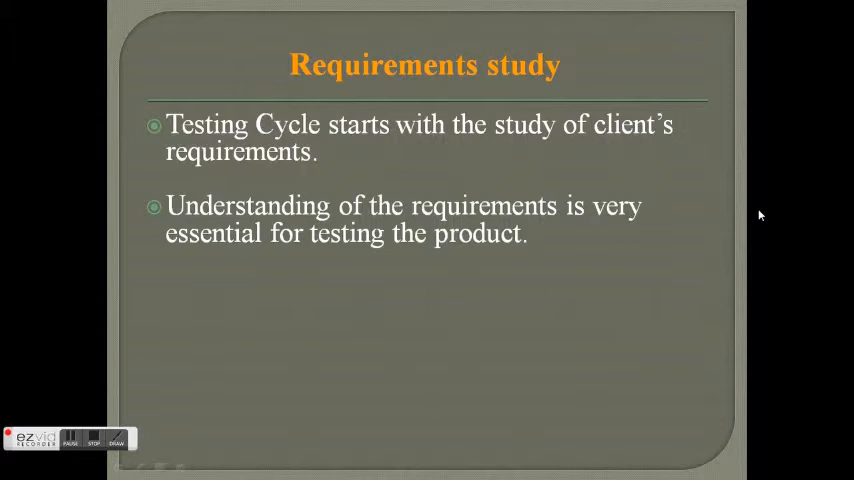 Requirements study
Testing Cycle starts with the study of client's
requirements.
Understanding of the requirements is very
essential for testing the product.
ezvid
RECORDER
PAUSE
STOP
DRAW